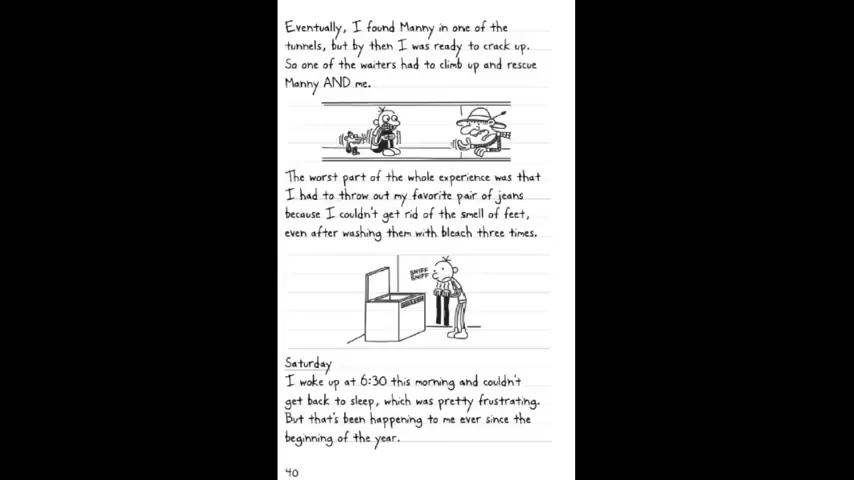 Eventually, I found Manny in one of the
tunnels, but by then I was ready to crack up.
So one of the waiters had to climb up and rescue
Manny AND me.
The worst part of the whole experience was that
I had to throw out my favorite pair of jeans
because I couldn't get rid of the smell of feet,
even after washing them with bleach three times.
SNIFF
SNIFF
Saturday
I woke up at 6:30 this morning and couldn't
get back to sleep, which was pretty frustrating.
But that's been happening to me ever since the
beginning of the year.
40